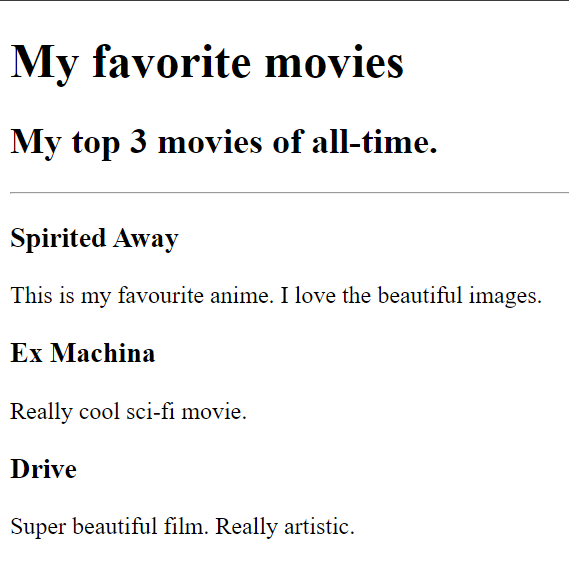 My favorite movies
My top 3 movies of all-time.
Spirited Away
This is my favourite anime. I love the beautiful images.
Ex Machina
Really cool sci-fi movie.
Drive
Super beautiful film. Really artistic.